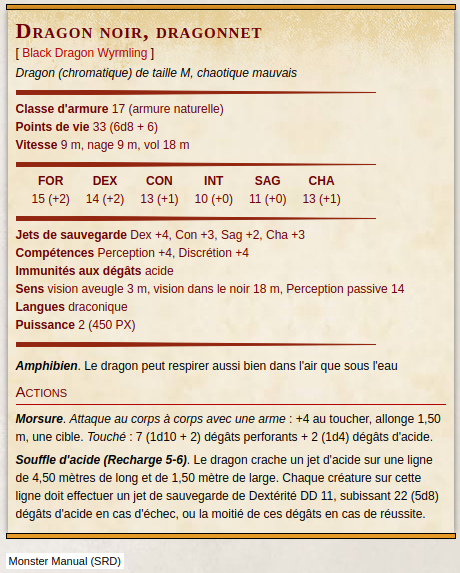 Dragon noir, dragonnet
[ Black Dragon Wyrmling ]
Dragon (chromatique) de taille M, chaotique mauvais
Classe d'armure 17 (armure naturelle)
Points de vie 33 (6d8 + 6)
Vitesse 9 m, nage 9 m, vol 18 m
FOR DEX CON INT SAG CHA
15 (+2) 14 (+2) 13 (+1) 10 (+0) 11 (+0) 13 (+1)
Jets de sauvegarde Dex +4, Con +3, Sag +2, Cha +3
Compétences Perception +4, Discrétion +4
Immunités aux dégâts acide
Sens vision aveugle 3 m, vision dans le noir 18 m, Perception passive 14
Langues draconique
Puissance 2 (450 PX)
Amphibien. Le dragon peut respirer aussi bien dans l'air que sous l'eau
Actions
Morsure. Attaque au corps à corps avec une arme : +4 au toucher, allonge 1,50
m, une cible. Touché : 7 (1d10 + 2) dégâts perforants + 2 (1d4) dégâts d'acide.
Souffle d'acide (Recharge 5-6). Le dragon crache un jet d'acide sur une ligne
de 4,50 mètres de long et de 1,50 mètre de large. Chaque créature sur cette
ligne doit effectuer un jet de sauvegarde de Dextérité DD 11, subissant 22 (5d8)
dégâts d'acide en cas d'échec, ou la moitié de ces dégâts en cas de réussite.
Monster Manual (SRD)